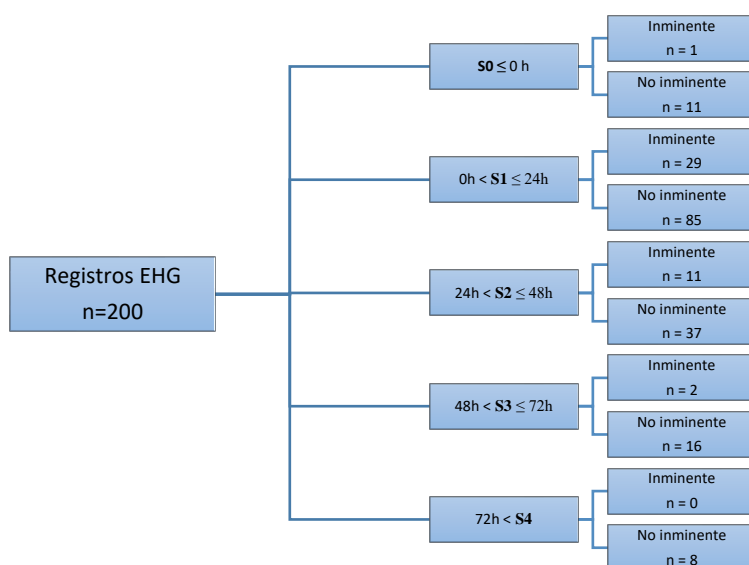 Registros EHG
n=200
S0 ≤ 0 h
Inminente
n = 1
No inminente
n = 11
0h < S1 ≤ 24h
Inminente
n = 29
No inminente
n = 85
24h < S2 ≤ 48h
Inminente
n = 11
No inminente
n = 37
48h < S3 ≤ 72h
Inminente
n = 2
No inminente
n = 16
72h < S4
Inminente
n = 0
No inminente
n = 8